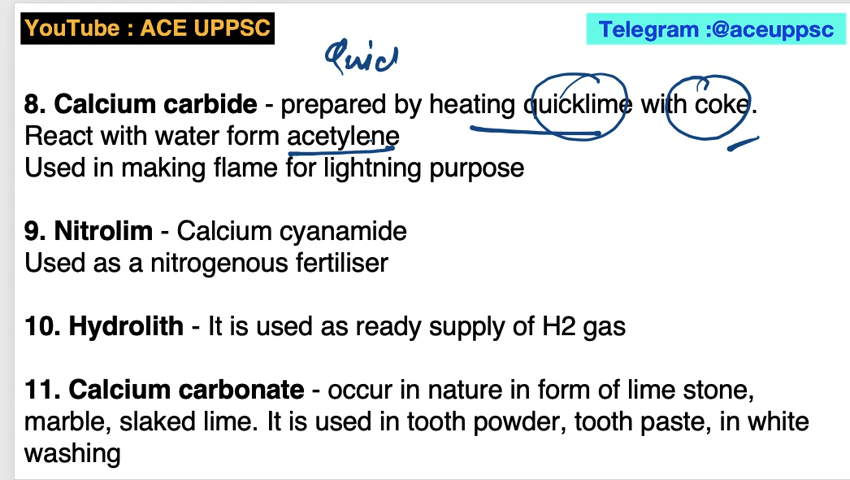 YouTube : ACE UPPSC
Telegram :@aceuppsc
Quic
8. Calcium carbide - prepared by heating quicklime with coke.
React with water form acetylene
Used in making flame for lightning purpose
9. Nitrolim - Calcium cyanamide
Used as a nitrogenous fertiliser
10. Hydrolith - It is used as ready supply of H2 gas
11. Calcium carbonate - occur in nature in form of lime stone,
marble, slaked lime. It is used in tooth powder, tooth paste, in white
washing